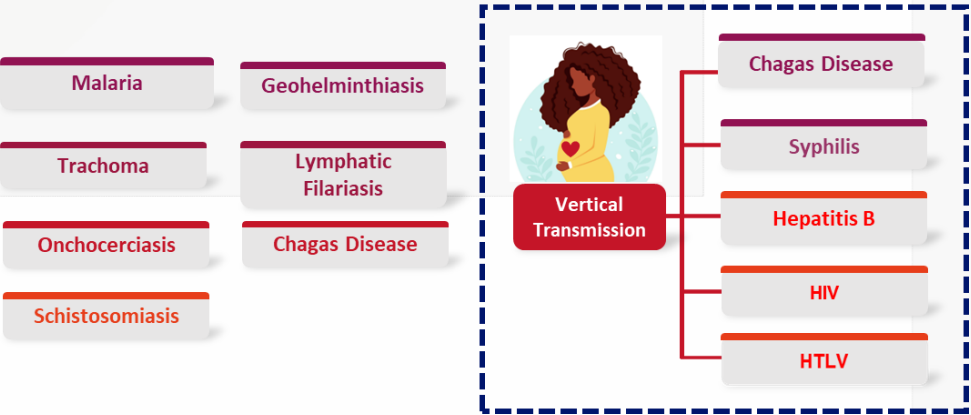 Malaria
Geohelminthiasis
Trachoma
Lymphatic
Filariasis
Onchocerciasis
Chagas Disease
Schistosomiasis
Vertical
Transmission
Chagas Disease
Syphilis
Hepatitis B
HIV
HTLV